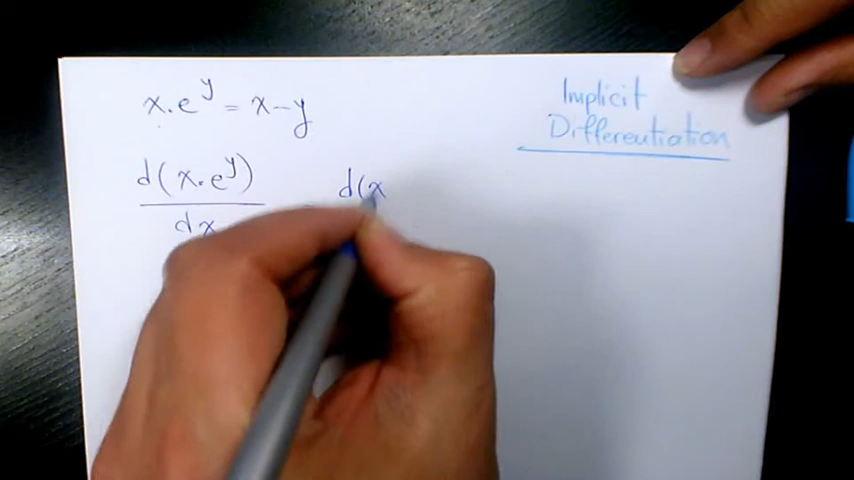 x.e^y = x-y
Implicit
Differentiation
d(x.e^y) d(x
dx